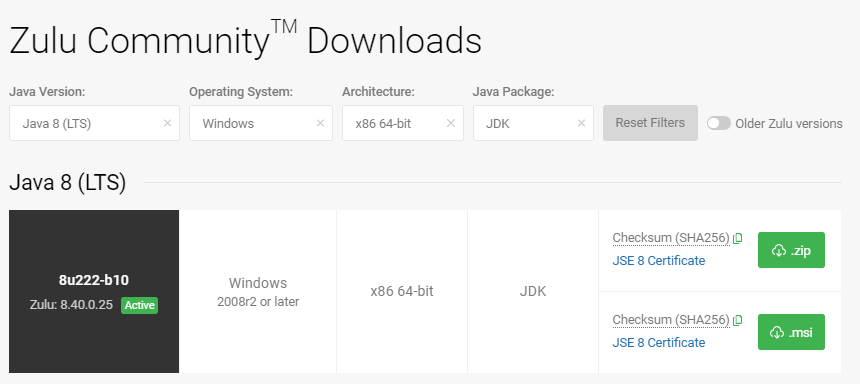 Zulu Community™ Downloads
Java Version: Operating System: Architecture: Java Package:
Java 8 (LTS) × Windows × x86 64-bit × JDK × Reset Filters Older Zulu versions
Java 8 (LTS)
8u222-b10
Zulu: 8.40.0.25 Active
Windows
2008r2 or later
x86 64-bit
JDK
Checksum (SHA256)
JSE 8 Certificate
.zip
Checksum (SHA256)
JSE 8 Certificate
.msi